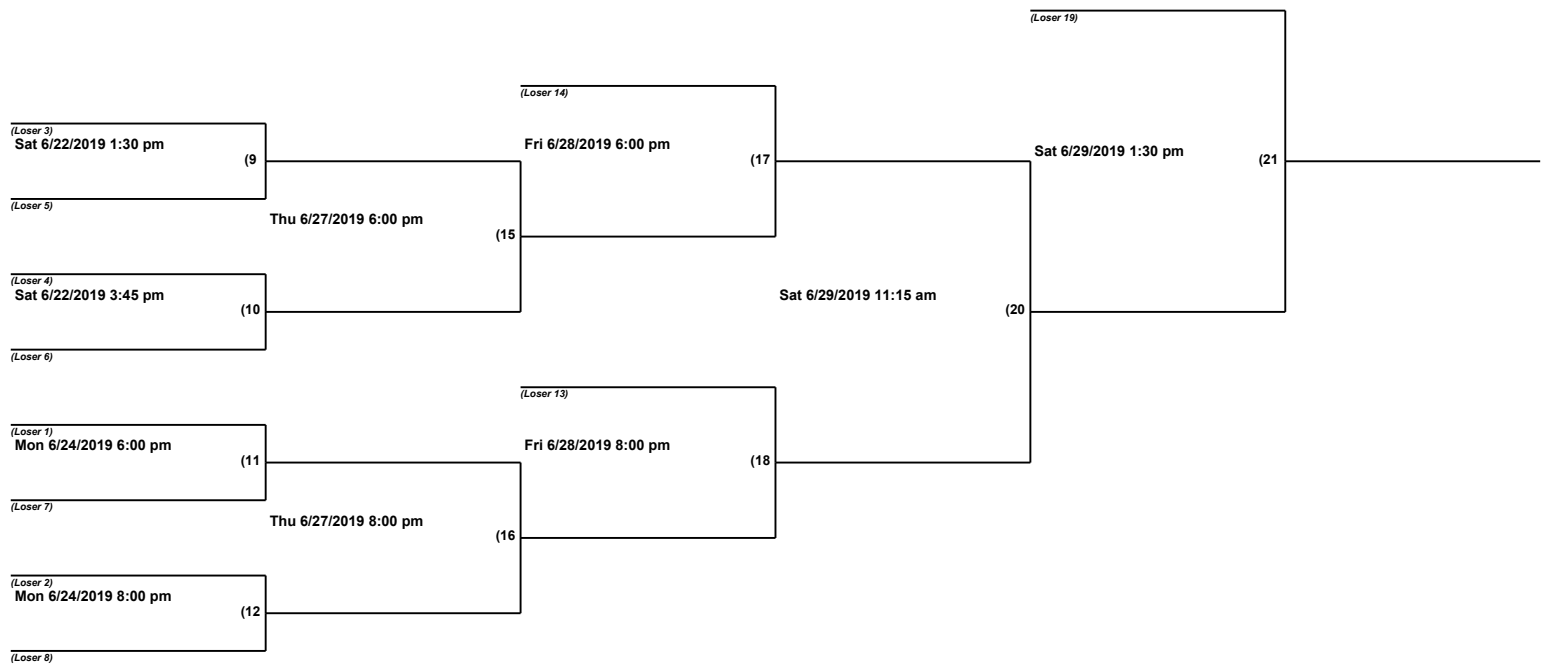 (Loser 19)
(Loser 14)
(Loser 3)
Sat 6/22/2019 1:30 pm
Fri 6/28/2019 6:00 pm
Sat 6/29/2019 1:30 pm
(9
(17
(21
(Loser 5)
Thu 6/27/2019 6:00 pm
(15
(Loser 4)
Sat 6/22/2019 3:45 pm
Sat 6/29/2019 11:15 am
(10
(20
(Loser 6)
(Loser 13)
(Loser 1)
Mon 6/24/2019 6:00 pm
Fri 6/28/2019 8:00 pm
(11
(18
(Loser 7)
Thu 6/27/2019 8:00 pm
(16
(Loser 2)
Mon 6/24/2019 8:00 pm
(12
(Loser 8)